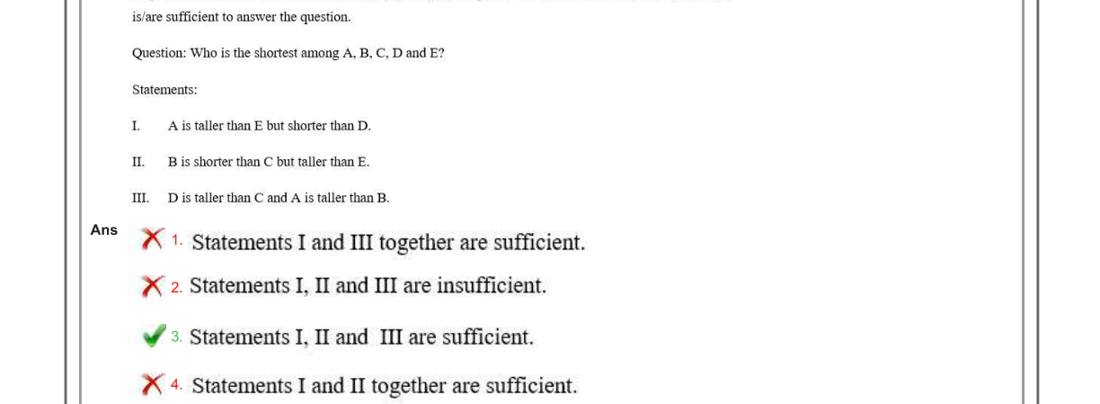 is/are sufficient to answer the question.
Question: Who is the shortest among A, B, C, D and E?
Statements:
I. A is taller than E but shorter than D.
II. B is shorter than C but taller than E.
III. D is taller than C and A is taller than B.
Ans 1. Statements I and III together are sufficient.
2. Statements I, II and III are insufficient.
3. Statements I, II and III are sufficient.
4. Statements I and II together are sufficient.